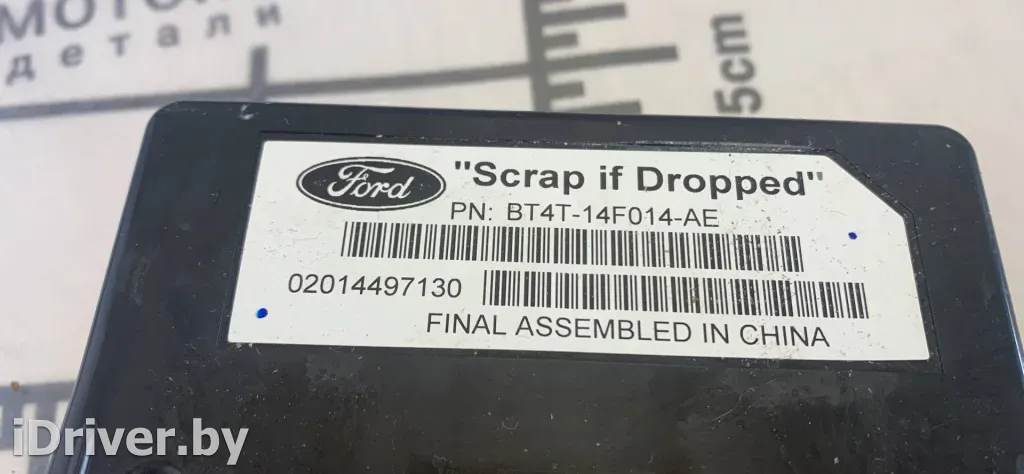 МОТО
детали
5cm
Ford
"Scrap if Dropped"
PN: BT4T-14F014-AE
02014497130
FINAL ASSEMBLED IN CHINA
iDriver.by